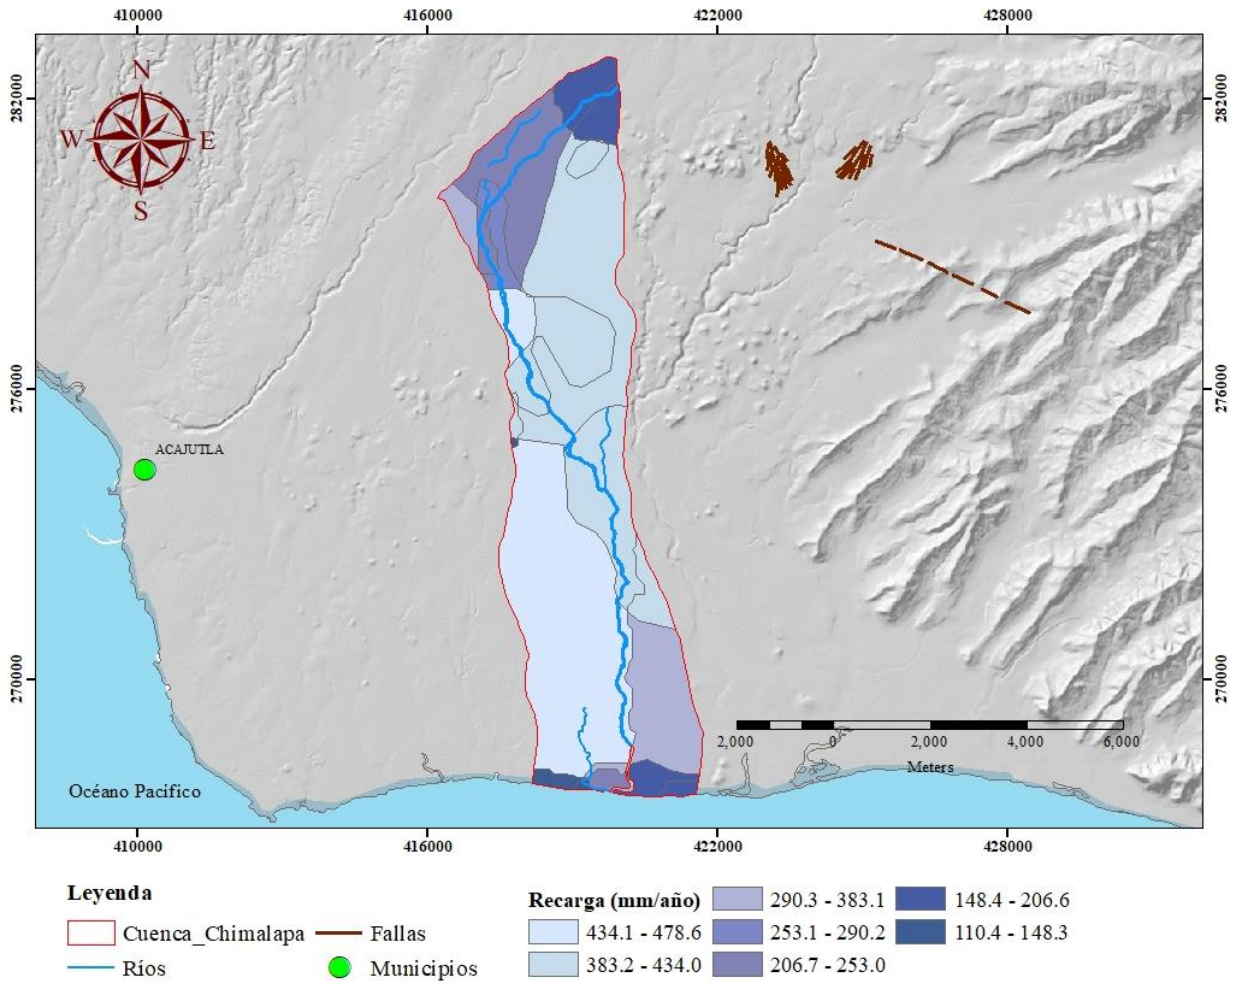 410000 416000 422000 428000
282000 282000
N
W E
S
276000 276000
ACAJUTLA
270000 270000
2,000 0 2,000 4,000 6,000
Meters
Océano Pacifico
410000 416000 422000 428000
Leyenda
Cuenca_Chimalapa Fallas
Ríos Municipios
Recarga (mm/año)
434.1 - 478.6
383.2 - 434.0
290.3 - 383.1
253.1 - 290.2
206.7 - 253.0
148.4 - 206.6
110.4 - 148.3